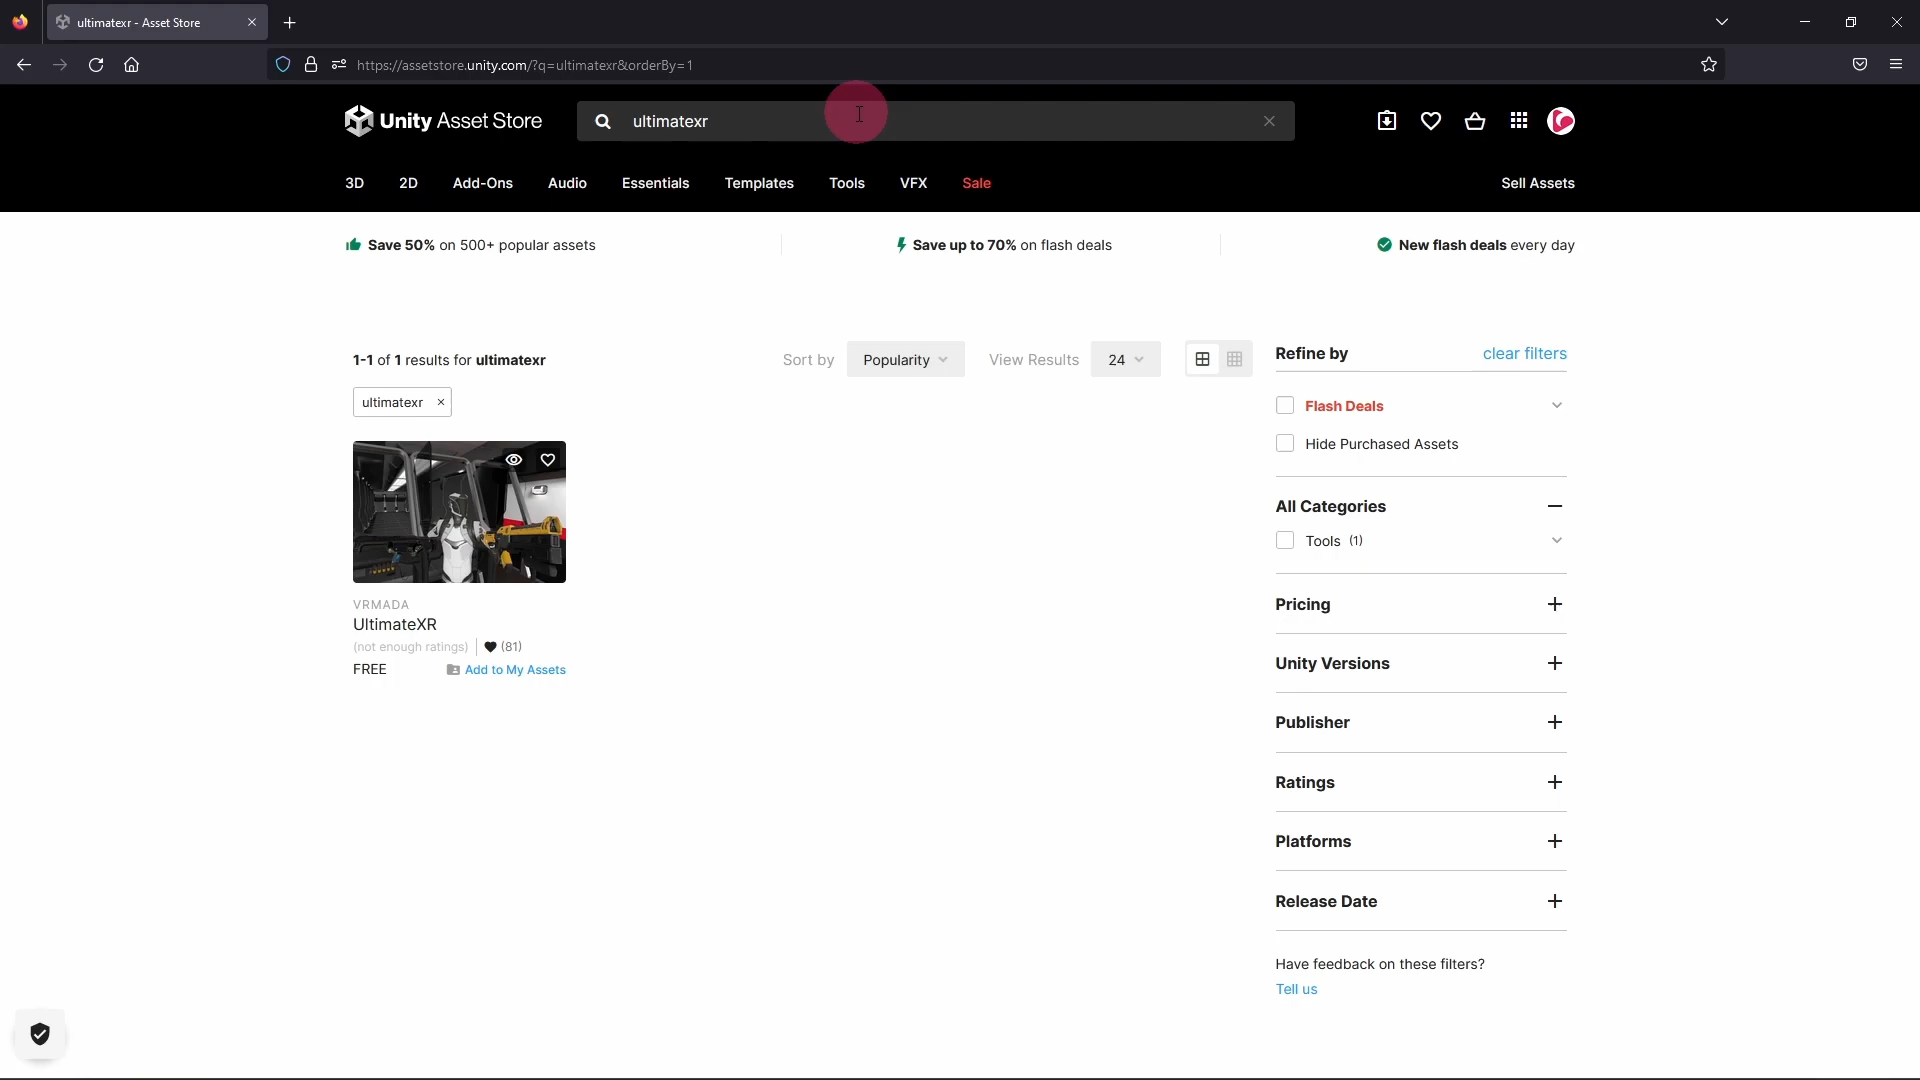 ultimatexr - Asset Store
https://assetstore.unity.com/?q=ultimatexr&orderBy=1
Unity Asset Store
ultimatexr
3D 2D Add-Ons Audio Essentials Templates Tools VFX Sale Sell Assets
Save 50% on 500+ popular assets
Save up to 70% on flash deals
New flash deals every day
1-1 of 1 results for ultimatexr
Sort by Popularity View Results 24
ultimatexr ×
VRMADA
UltimateXR
(not enough ratings) (81)
FREE Add to My Assets
Refine by clear filters
Flash Deals
Hide Purchased Assets
All Categories
Tools (1)
Pricing
Unity Versions
Publisher
Ratings
Platforms
Release Date
Have feedback on these filters?
Tell us